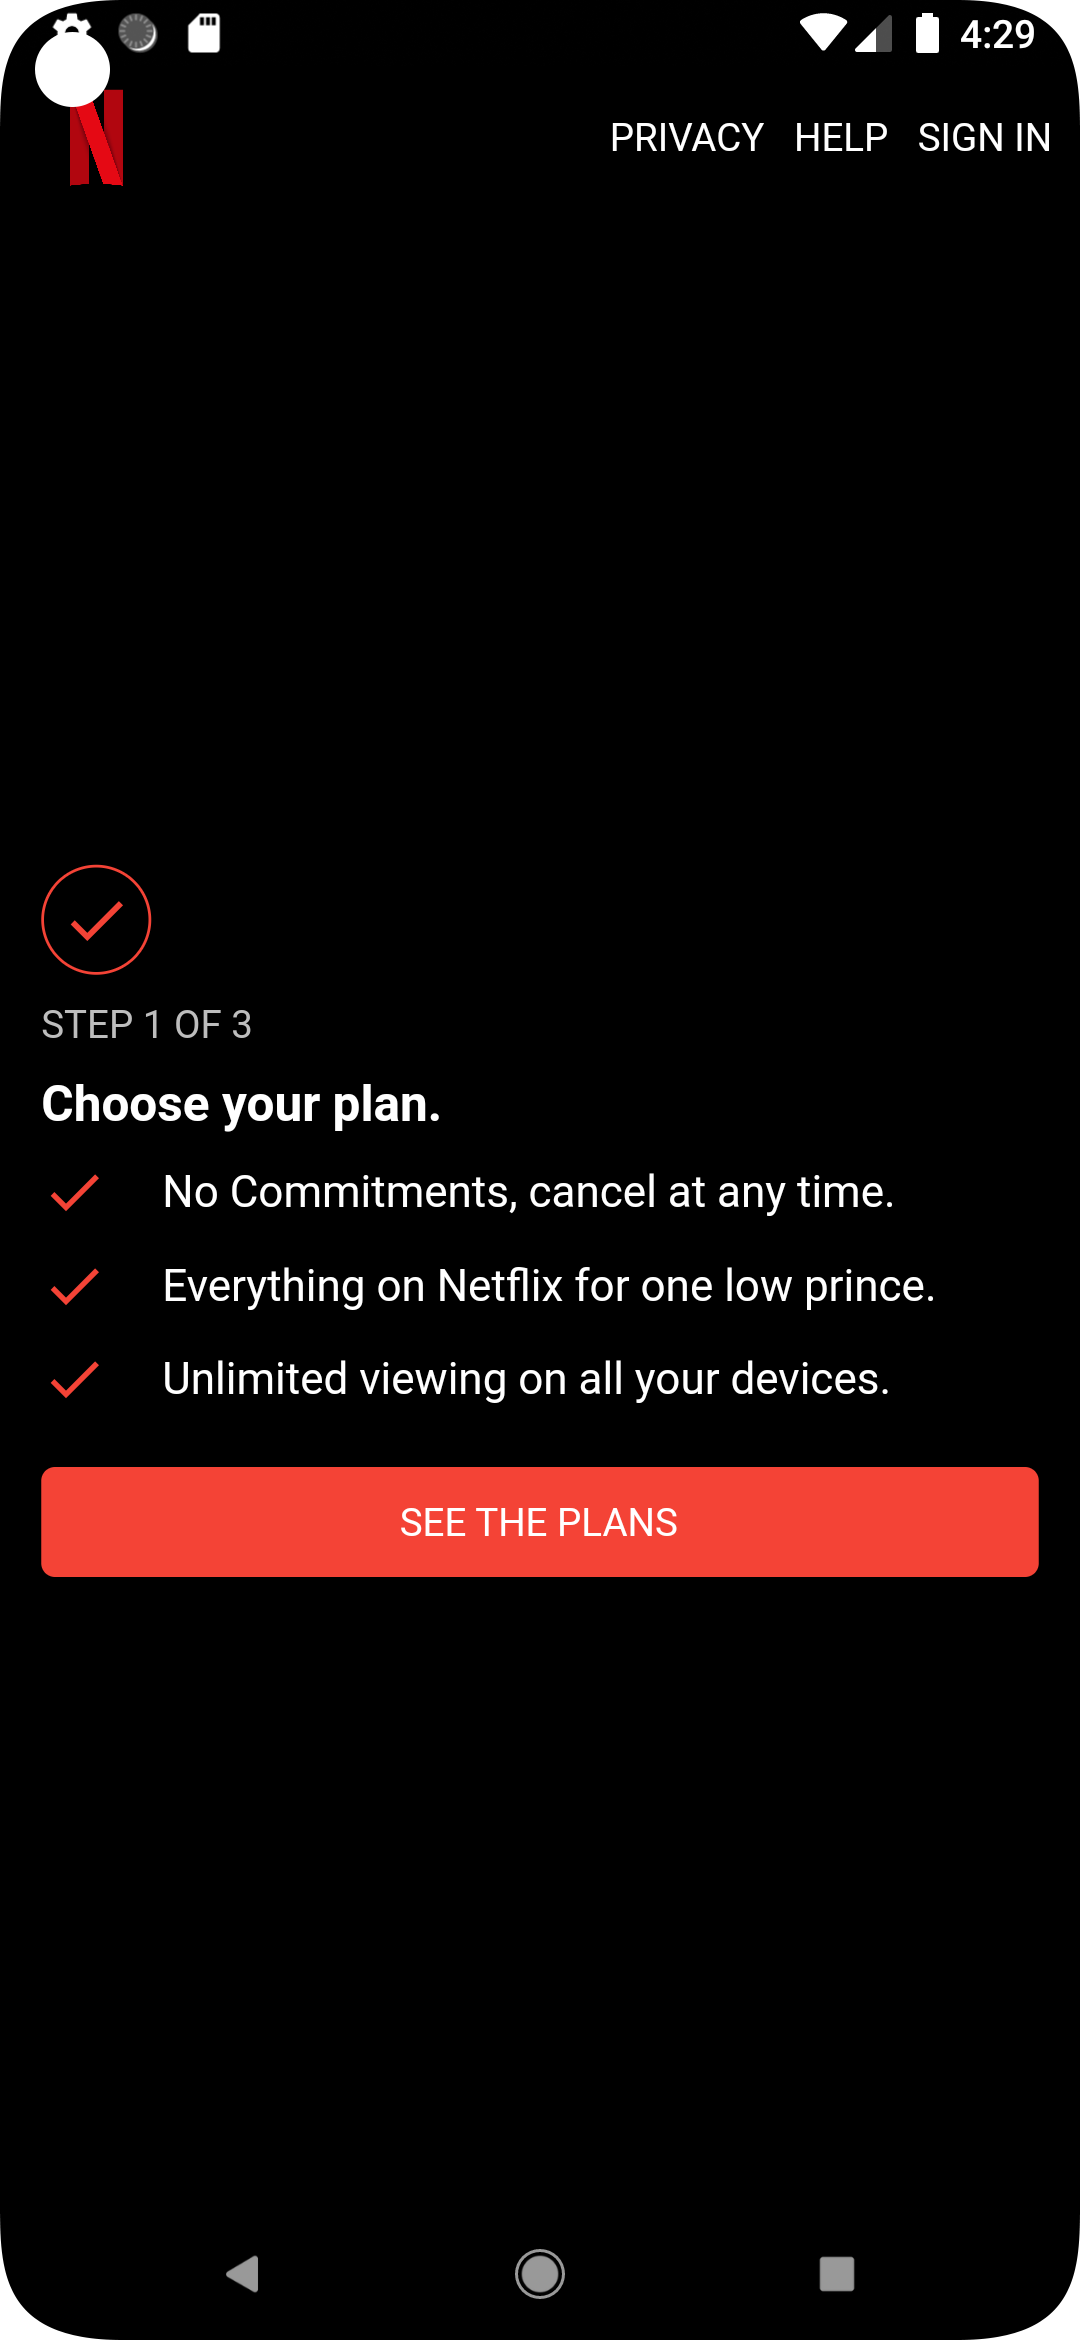 4:29
PRIVACY HELP SIGN IN
STEP 1 OF 3
Choose your plan.
No Commitments, cancel at any time.
Everything on Netflix for one low prince.
Unlimited viewing on all your devices.
SEE THE PLANS